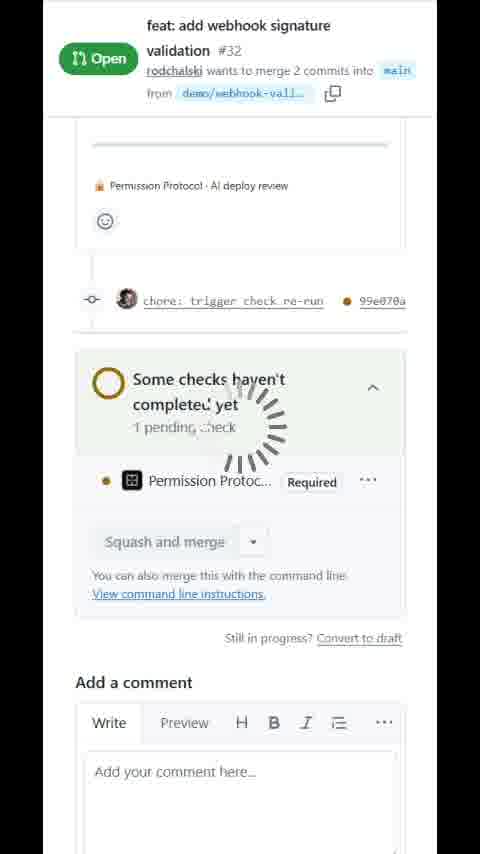 feat: add webhook signature
validation #32
Open
rodchalski wants to merge 2 commits into main
from demo/webhook-vali...
Permission Protocol · AI deploy review
chore: trigger check re-run 99e070a
Some checks haven't
completed yet
1 pending check
Permission Protoc... Required
Squash and merge
You can also merge this with the command line.
View command line instructions.
Still in progress? Convert to draft
Add a comment
Write Preview H B I
Add your comment here...